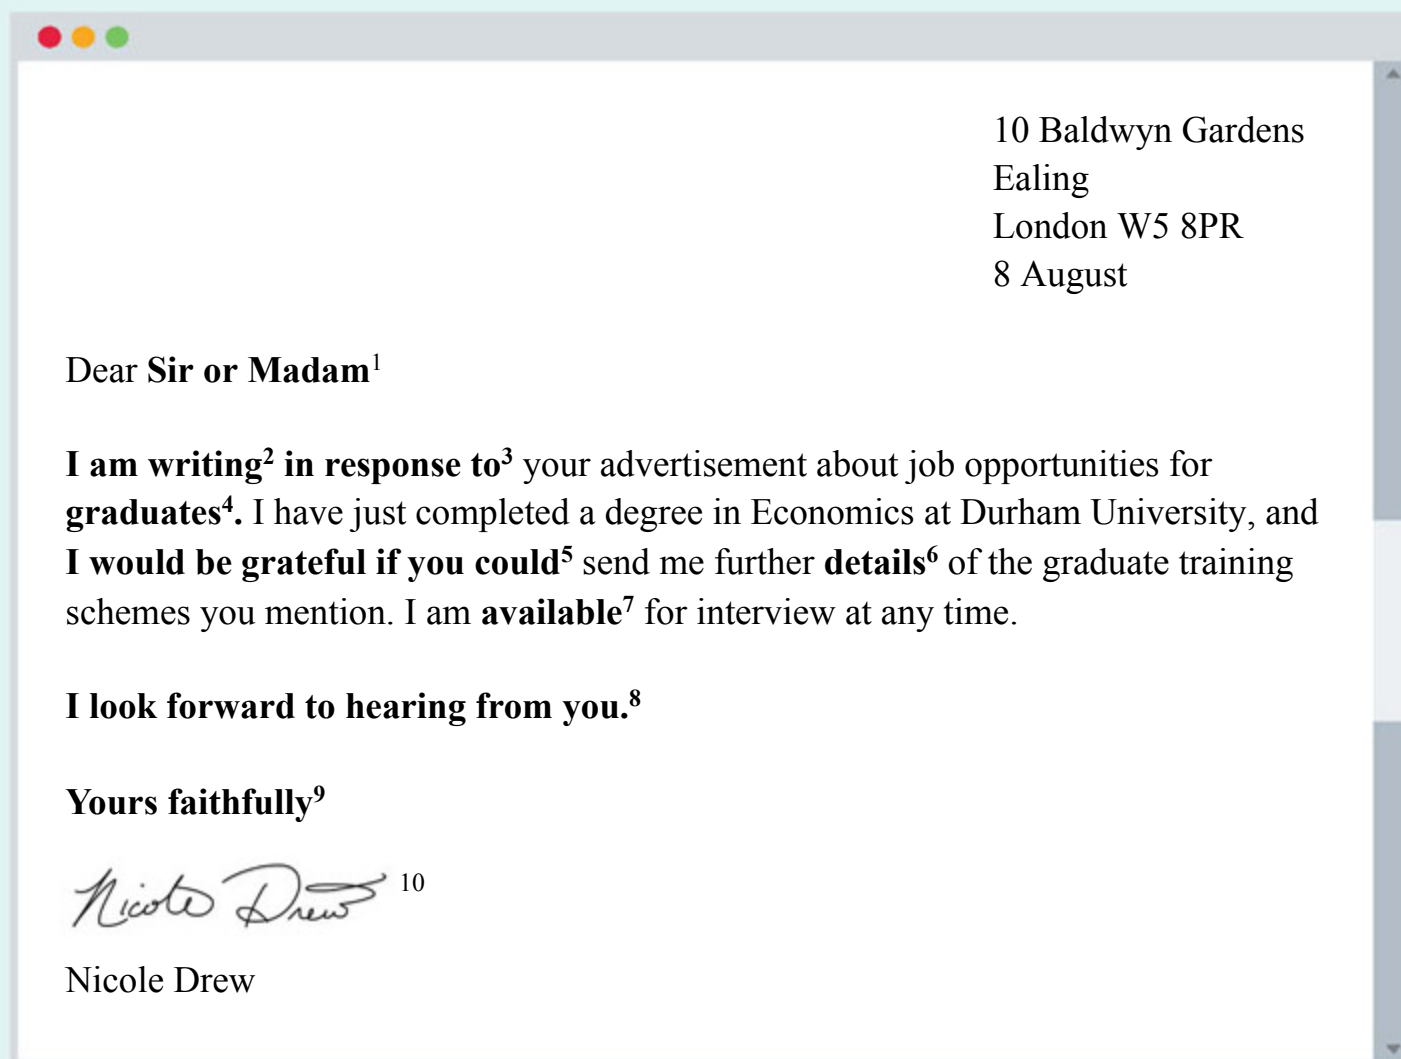 10 Baldwyn Gardens
Ealing
London W5 8PR
8 August
Dear Sir or Madam¹
I am writing² in response to³ your advertisement about job opportunities for
graduates⁴. I have just completed a degree in Economics at Durham University, and
I would be grateful if you could⁵ send me further details⁶ of the graduate training
schemes you mention. I am available⁷ for interview at any time.
I look forward to hearing from you.⁸
Yours faithfully⁹
Nicole Drew ¹⁰
Nicole Drew